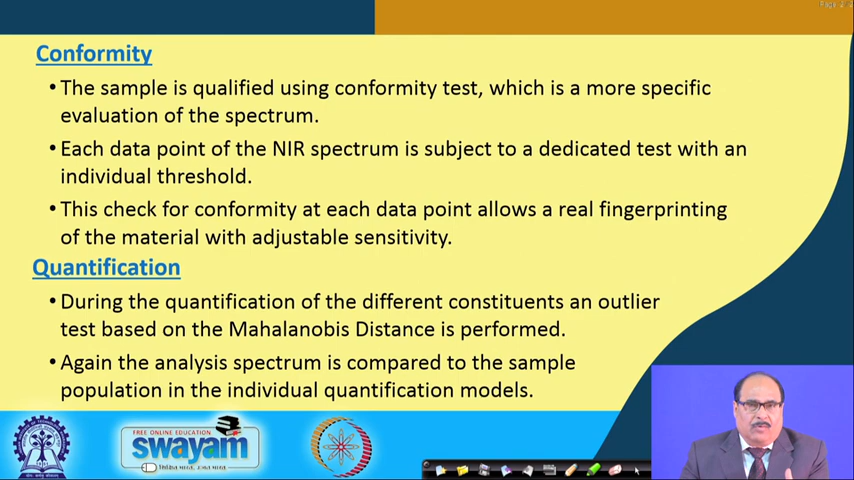 Conformity
• The sample is qualified using conformity test, which is a more specific
evaluation of the spectrum.
• Each data point of the NIR spectrum is subject to a dedicated test with an
individual threshold.
• This check for conformity at each data point allows a real fingerprinting
of the material with adjustable sensitivity.
Quantification
• During the quantification of the different constituents an outlier
test based on the Mahalanobis Distance is performed.
• Again the analysis spectrum is compared to the sample
population in the individual quantification models.
FREE ONLINE EDUCATION
swayam